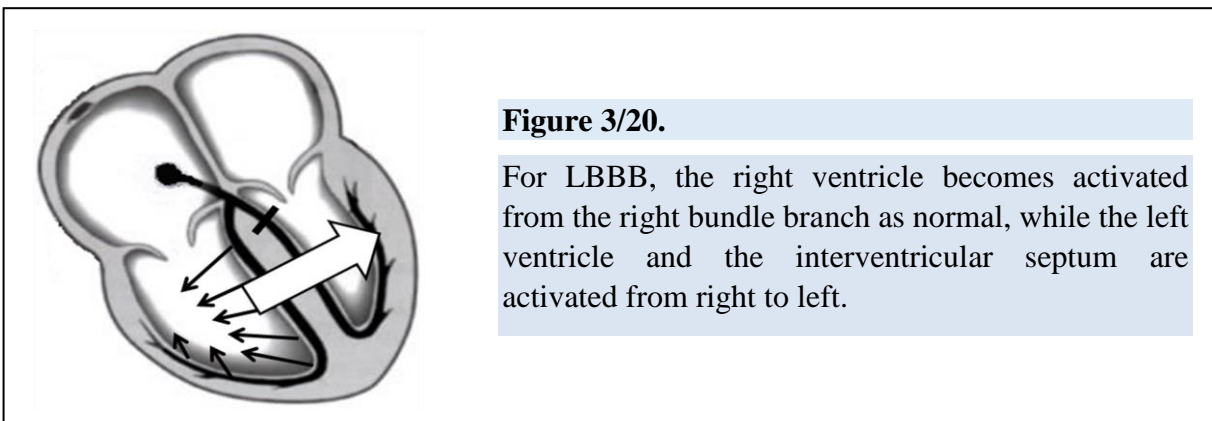 Figure 3/20.
For LBBB, the right ventricle becomes activated
from the right bundle branch as normal, while the left
ventricle and the interventricular septum are
activated from right to left.